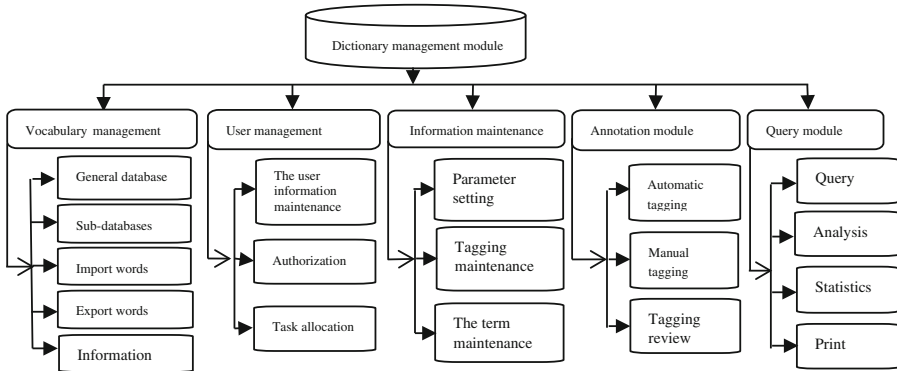 Dictionary management module
Vocabulary management
User management
Information maintenance
Annotation module
Query module
General database
Sub-databases
Import words
Export words
Information
The user
information
maintenance
Authorization
Task allocation
Parameter
setting
Tagging
maintenance
The term
maintenance
Automatic
tagging
Manual
tagging
Tagging
review
Query
Analysis
Statistics
Print